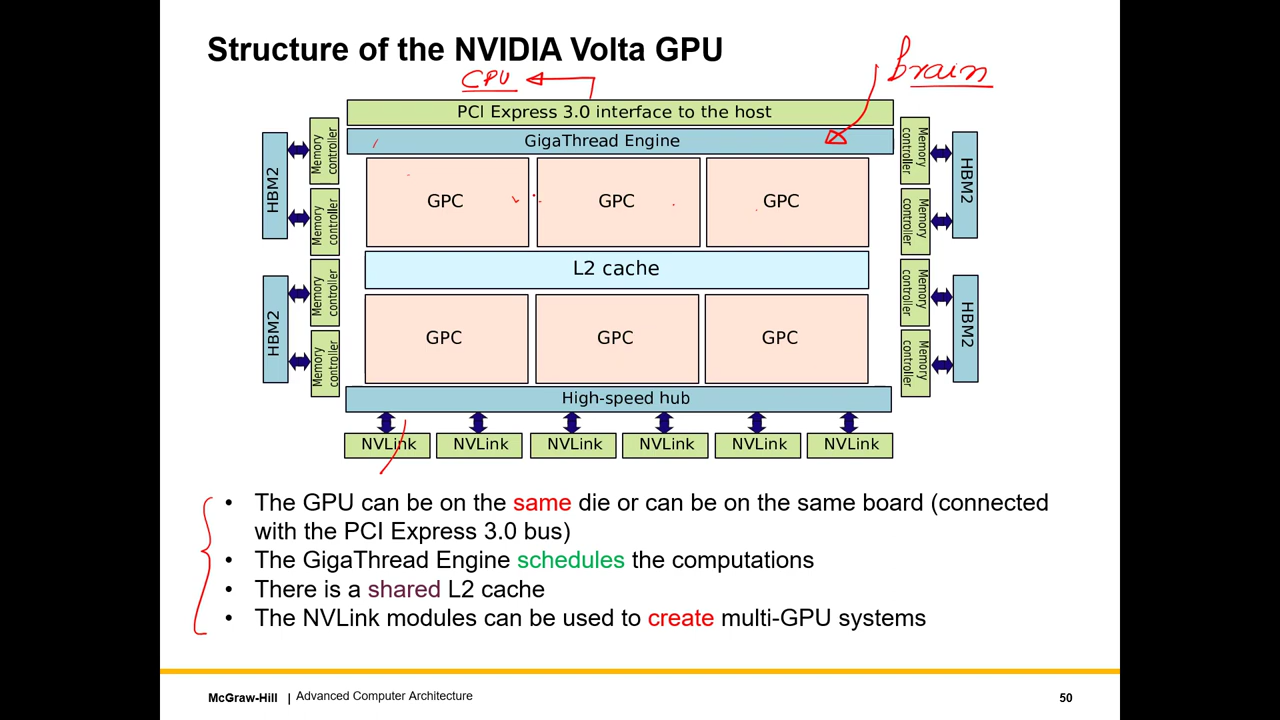 Structure of the NVIDIA Volta GPU
CPU
brain
PCI Express 3.0 interface to the host
GigaThread Engine
HBM2
Memory controller
Memory controller
HBM2
Memory controller
Memory controller
GPC GPC GPC
L2 cache
GPC GPC GPC
Memory controller
Memory controller
HBM2
Memory controller
Memory controller
HBM2
High-speed hub
NVLink NVLink NVLink NVLink NVLink NVLink
• The GPU can be on the same die or can be on the same board (connected
with the PCI Express 3.0 bus)
• The GigaThread Engine schedules the computations
• There is a shared L2 cache
• The NVLink modules can be used to create multi-GPU systems
McGraw-Hill | Advanced Computer Architecture 50